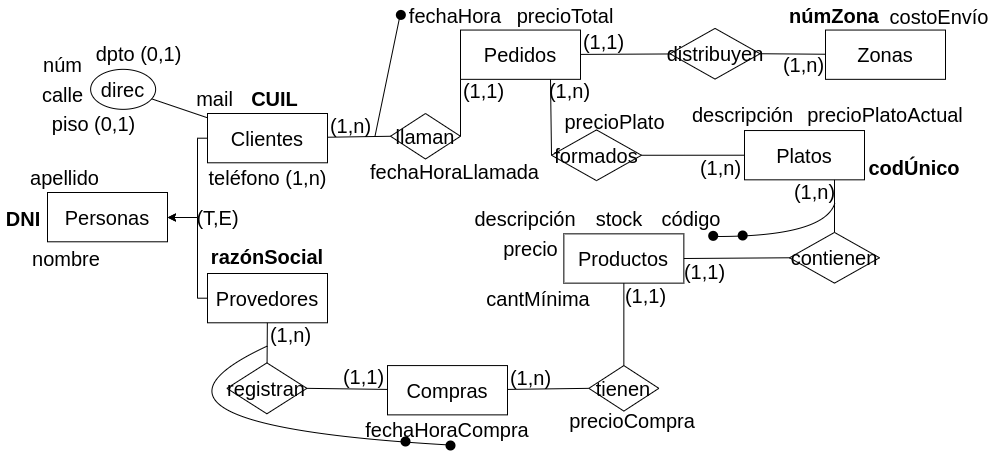 fechaHora precioTotal
númZona costoEnvío
dpto (0,1)
núm
Pedidos
(1,1)
distribuyen
(1,n)
Zonas
direc
calle
mail CUIL
(1,1)
(1,n)
piso (0,1)
Clientes
(1,n)
llaman
precioPlato
descripción precioPlatoActual
formados
(1,n)
Platos
codÚnico
fechaHoraLlamada
teléfono (1,n)
apellido
(1,n)
DNI
Personas
(T,E)
descripción stock código
nombre
razónSocial
precio
Productos
(1,1)
contienen
Provedores
cantMínima
(1,1)
(1,n)
registran
(1,1)
Compras
(1,n)
tienen
fechaHoraCompra
precioCompra